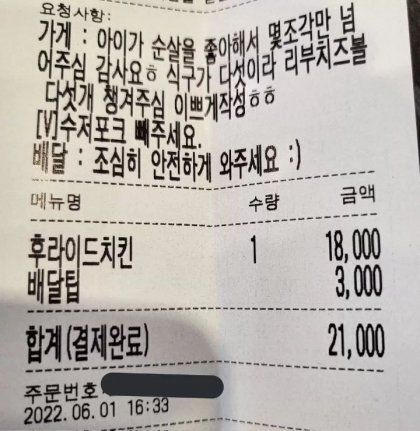 요청사항:
가게 : 아이가 순살을 좋아해서 몇조각만 넘
어주심 감사요ㅎ 식구가 다섯이라 리부치즈볼
다섯개 챙겨주심 이쁘게작성ㅎㅎ
[V]수저포크 빼주세요.
배달 : 조심히 안전하게 와주세요 :)
메뉴명 수량 금액
후라이드치킨 1 18,000
배달팁 3,000
합계(결제완료) 21,000
주문번호
2022.06.01 16:33